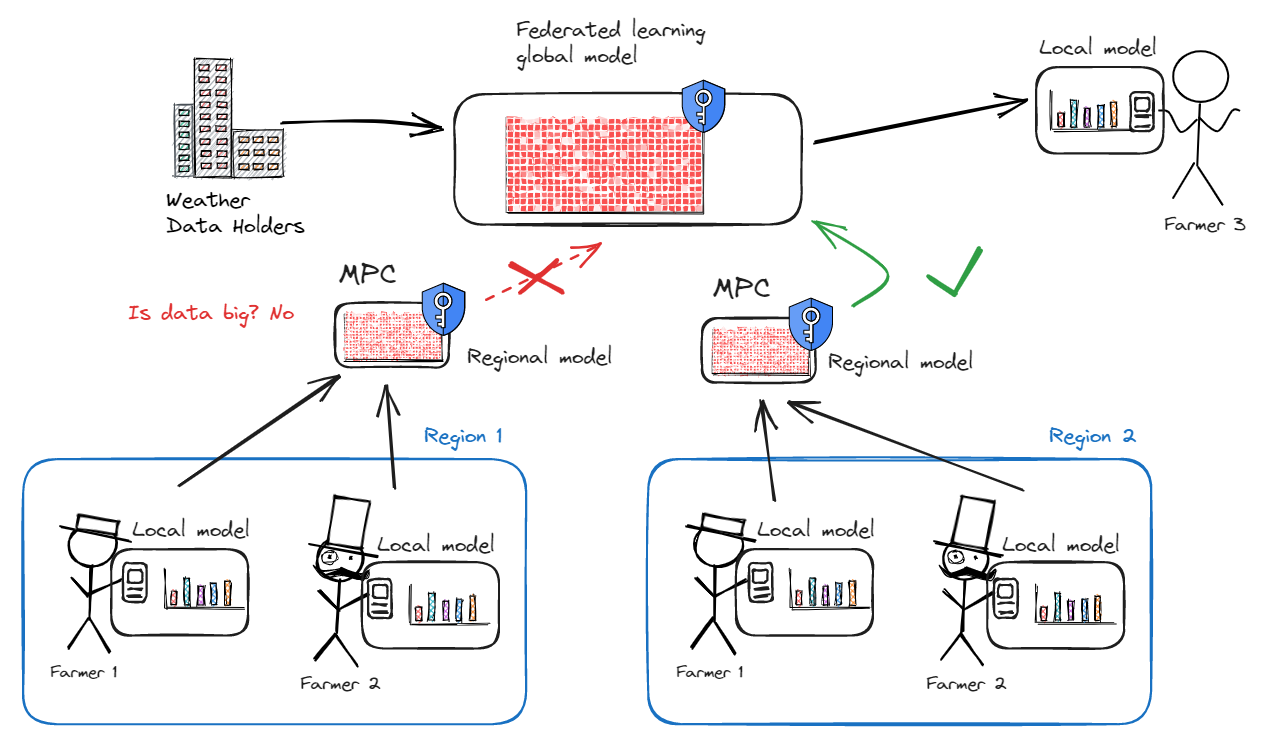 Federated learning
global model
Local model
Weather
Data Holders
Farmer 3
MPC
MPC
Is data big? No
Regional model
Regional model
Region 1
Region 2
Local model
Local model
Local model
Local model
Farmer 1
Farmer 2
Farmer 1
Farmer 2